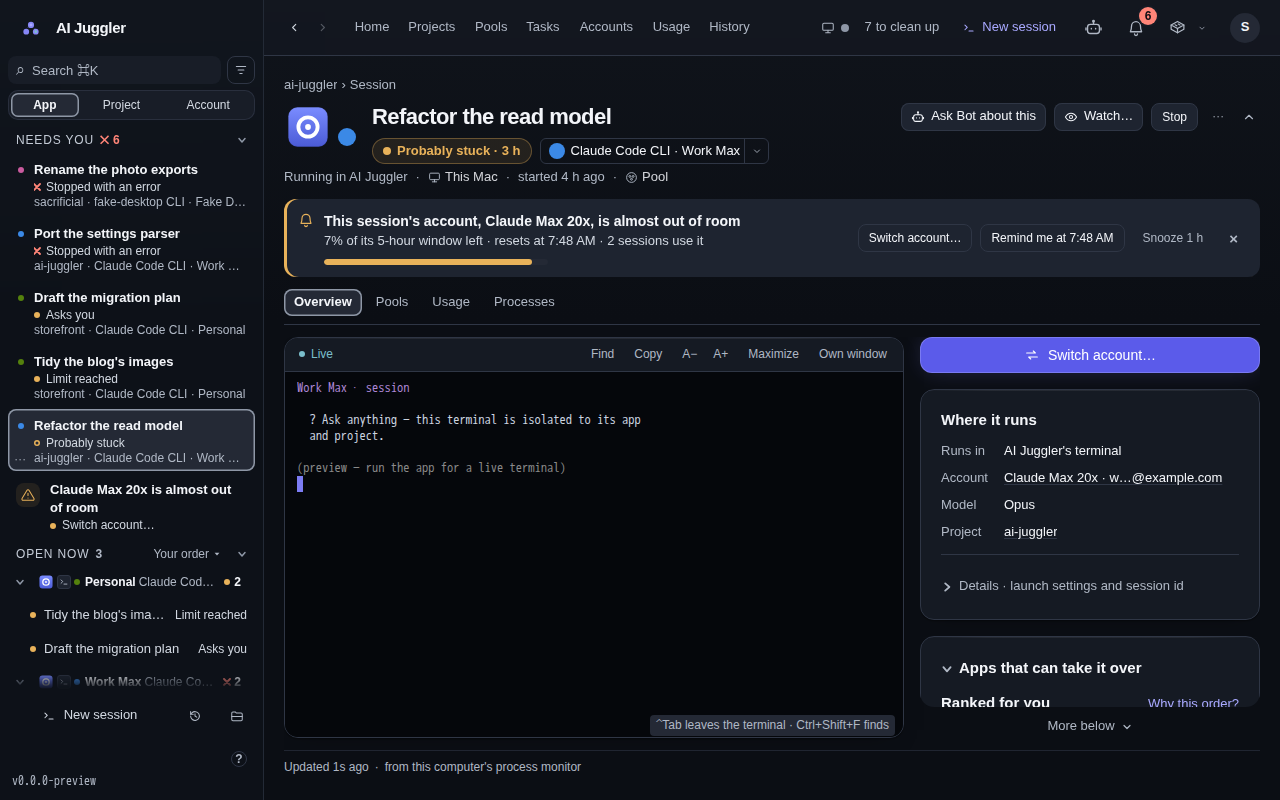 AI Juggler
Search ⌘K
App Project Account
NEEDS YOU 6
Rename the photo exports
Stopped with an error
sacrificial · fake-desktop CLI · Fake D…
Port the settings parser
Stopped with an error
ai-juggler · Claude Code CLI · Work …
Draft the migration plan
Asks you
storefront · Claude Code CLI · Personal
Tidy the blog's images
Limit reached
storefront · Claude Code CLI · Personal
Refactor the read model
Probably stuck
ai-juggler · Claude Code CLI · Work …
Claude Max 20x is almost out
of room
Switch account…
OPEN NOW 3 Your order
Personal Claude Cod… 2
Tidy the blog's ima… Limit reached
Draft the migration plan Asks you
Work Max Claude Co… 2
New session
?
v0.0.0-preview
Home Projects Pools Tasks Accounts Usage History
7 to clean up
New session
6
S
ai-juggler › Session
Refactor the read model
Ask Bot about this Watch… Stop ···
Probably stuck · 3 h
Claude Code CLI · Work Max
Running in AI Juggler · This Mac · started 4 h ago · Pool
This session's account, Claude Max 20x, is almost out of room
7% of its 5-hour window left · resets at 7:48 AM · 2 sessions use it
Switch account… Remind me at 7:48 AM Snooze 1 h ×
Overview Pools Usage Processes
Live Find Copy A− A+ Maximize Own window
Work Max · session
? Ask anything — this terminal is isolated to its app
and project.
(preview — run the app for a live terminal)
^Tab leaves the terminal · Ctrl+Shift+F finds
Switch account…
Where it runs
Runs in AI Juggler's terminal
Account Claude Max 20x · w…@example.com
Model Opus
Project ai-juggler
Details · launch settings and session id
Apps that can take it over
Ranked for you Why this order?
More below
Updated 1s ago · from this computer's process monitor